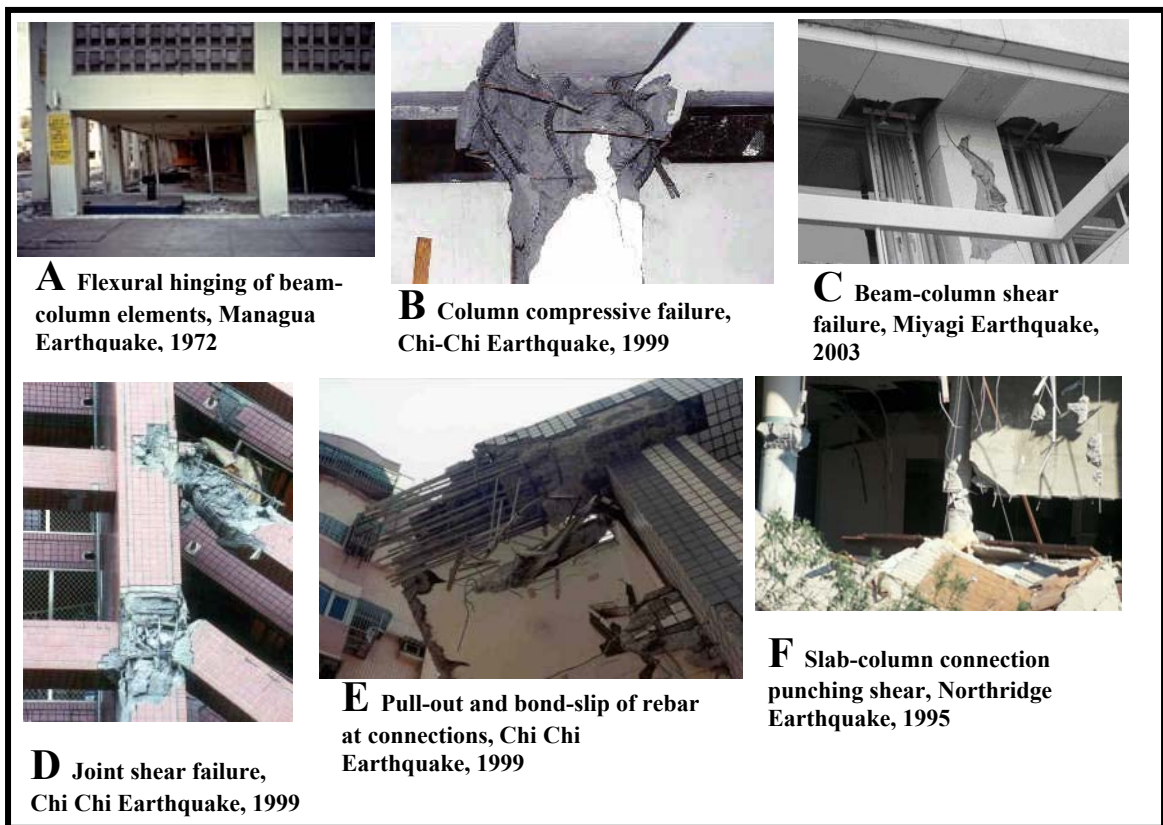 A Flexural hinging of beam-
column elements, Managua
Earthquake, 1972
B Column compressive failure,
Chi-Chi Earthquake, 1999
C Beam-column shear
failure, Miyagi Earthquake,
2003
D Joint shear failure,
Chi Chi Earthquake, 1999
E Pull-out and bond-slip of rebar
at connections, Chi Chi
Earthquake, 1999
F Slab-column connection
punching shear, Northridge
Earthquake, 1995